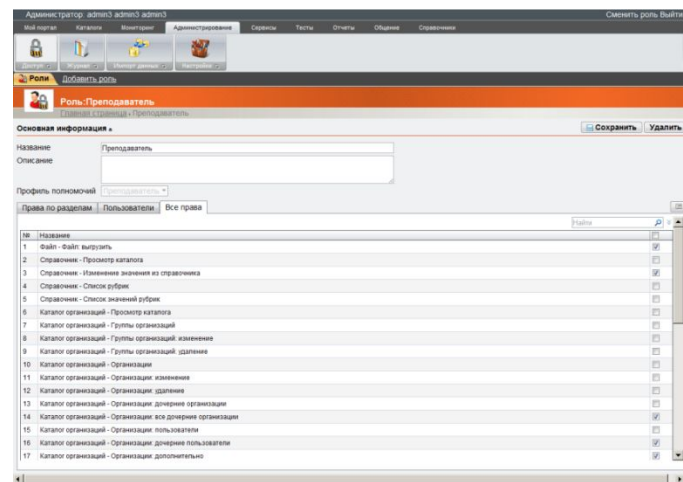 Администратор: admin3 admin3 admin3 Сменить роль Выйти
Мой портал Каталоги Мониторинг Администрирование Сервисы Тесты Отчеты Общение Справочники
Доступ Журнал Импорт данных Настройки
Роли Добавить роль
Роль:Преподаватель
Главная страница Преподаватель
Основная информация Сохранить Удалить
Название Преподаватель
Описание
Профиль полномочий Преподаватель
Права по разделам Пользователи Все права
Найти
№ Название
1 Файл - Файл: выгрузить
2 Справочник - Просмотр каталога
3 Справочник - Изменение значения из справочника
4 Справочник - Список рубрик
5 Справочник - Список значений рубрик
6 Каталог организаций - Просмотр каталога
7 Каталог организаций - Группы организаций
8 Каталог организаций - Группы организаций: изменение
9 Каталог организаций - Группы организаций: удаление
10 Каталог организаций - Организации
11 Каталог организаций - Организации: изменение
12 Каталог организаций - Организации: удаление
13 Каталог организаций - Организации: дочерние организации
14 Каталог организаций - Организации: все дочерние организации
15 Каталог организаций - Организации: пользователи
16 Каталог организаций - Организации: дочерние пользователи
17 Каталог организаций - Организации: дополнительно